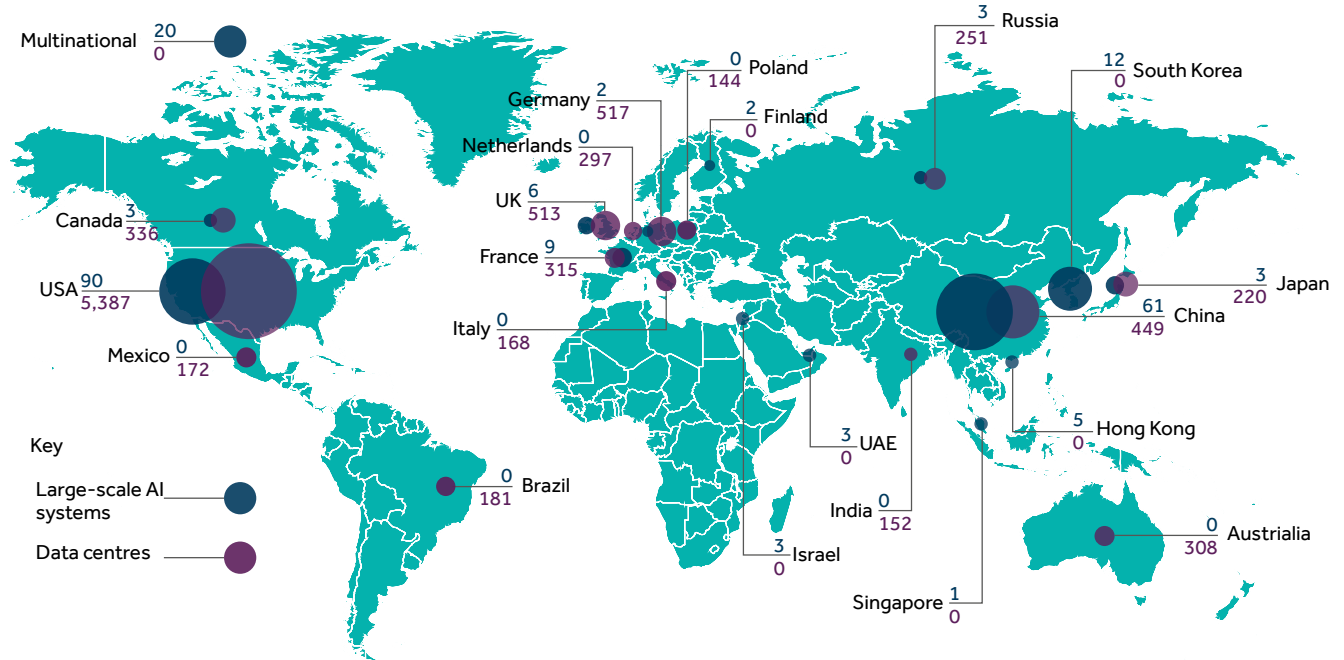 Multinational
20
0
3
251
Russia
0
144
Poland
12
0
South Korea
Germany
2
517
2
0
Finland
Netherlands
0
297
UK
6
513
Canada
3
336
France
9
315
USA
90
5,387
3
220
Japan
61
449
China
Italy
0
168
Mexico
0
172
5
0
Hong Kong
3
0
UAE
Key
0
181
Brazil
Large-scale AI
systems
India
0
152
0
308
Austrialia
Data centres
3
0
Israel
Singapore
1
0